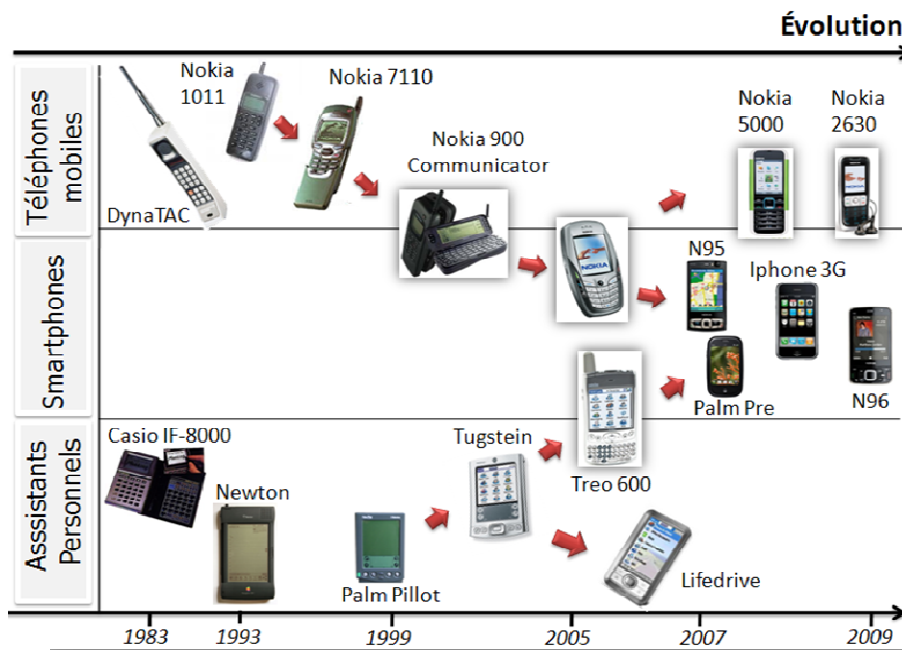 Évolution
Téléphones
mobiles
Nokia
1011
Nokia 7110
Nokia 900
Communicator
Nokia
5000
Nokia
2630
DynaTAC
NOKIA
Smartphones
N95
Iphone 3G
Palm Pre
N96
Asssistants
Personnels
Casio IF-8000
Newton
Tugstein
Treo 600
Palm Pillot
Lifedrive
1983
1993
1999
2005
2007
2009